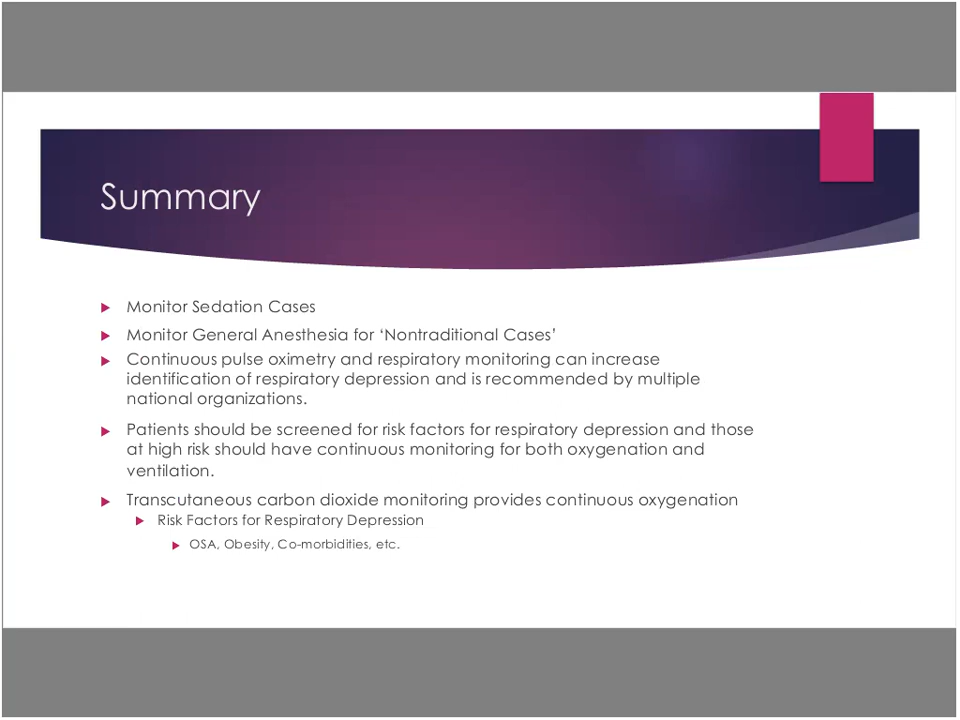 Summary
Monitor Sedation Cases
Monitor General Anesthesia for ‘Nontraditional Cases’
Continuous pulse oximetry and respiratory monitoring can increase
identification of respiratory depression and is recommended by multiple
national organizations.
Patients should be screened for risk factors for respiratory depression and those
at high risk should have continuous monitoring for both oxygenation and
ventilation.
Transcutaneous carbon dioxide monitoring provides continuous oxygenation
Risk Factors for Respiratory Depression
OSA, Obesity, Co-morbidities, etc.